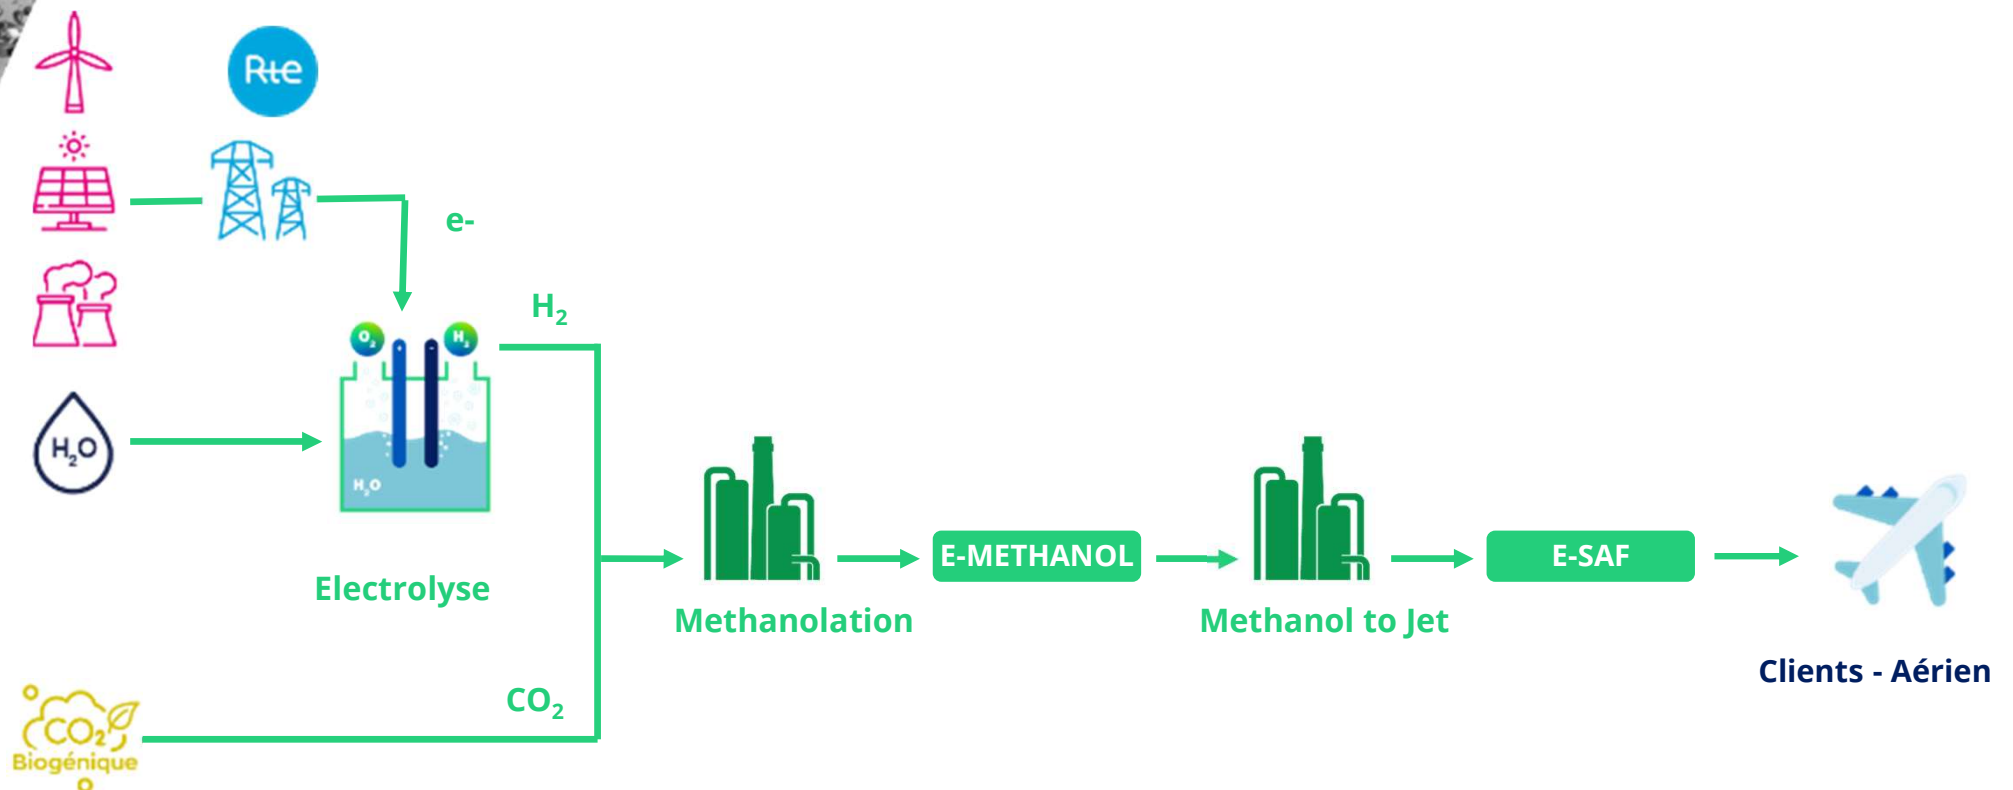 Rte
e-
H₂
O₂
H₂
+
-
H₂O
H₂O
Electrolyse
CO₂
CO₂
Biogénique
Methanolation
E-METHANOL
Methanol to Jet
E-SAF
Clients - Aérien